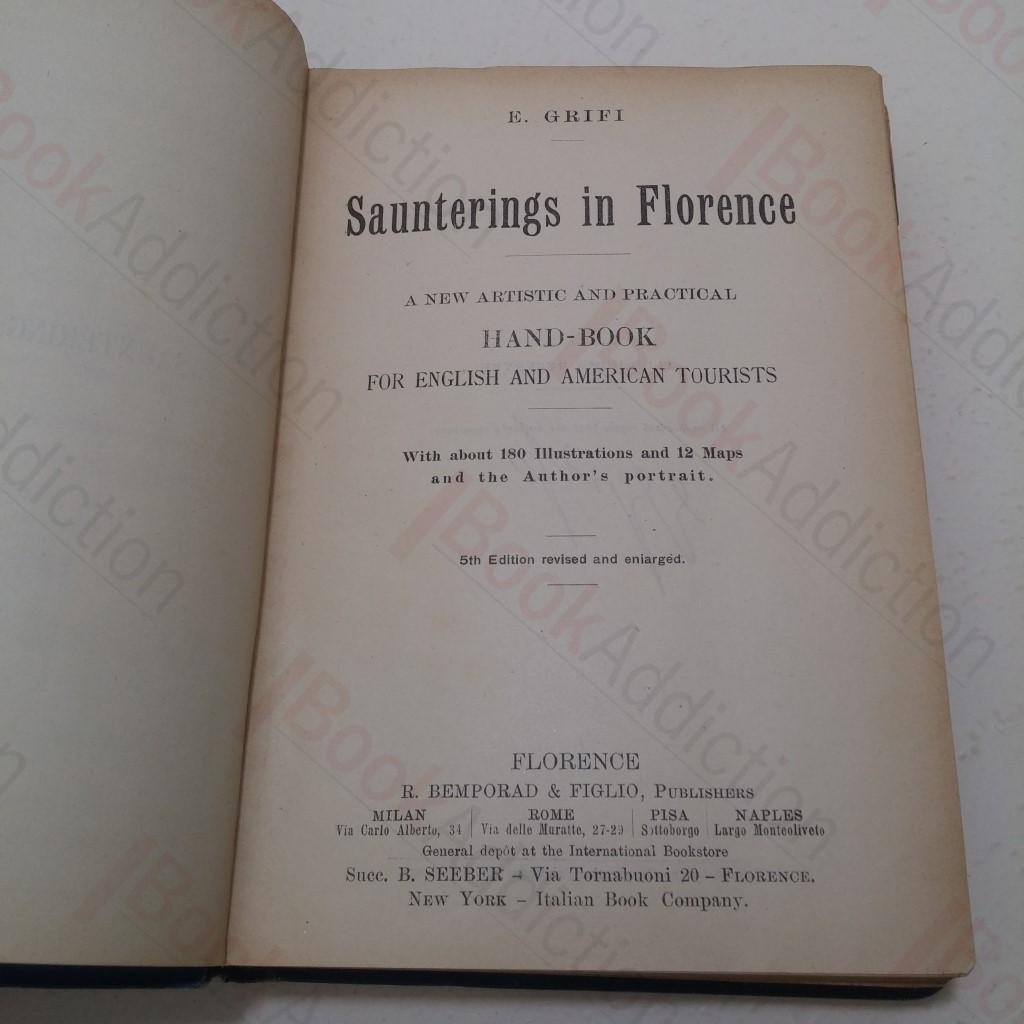 E. GRIFI
Saunterings in Florence
A NEW ARTISTIC AND PRACTICAL
HAND-BOOK
FOR ENGLISH AND AMERICAN TOURISTS
With about 180 Illustrations and 12 Maps
and the Author's portrait.
5th Edition revised and enlarged.
FLORENCE
R. BEMPORAD & FIGLIO, PUBLISHERS
MILAN ROME PISA NAPLES
Via Carlo Alberto, 34 Via delle Muratte, 27-29 Sottoborgo Largo Monteoliveto
General depôt at the International Bookstore
Succ. B. SEEBER – Via Tornabuoni 20 – FLORENCE.
NEW YORK – Italian Book Company.
BookAddiction